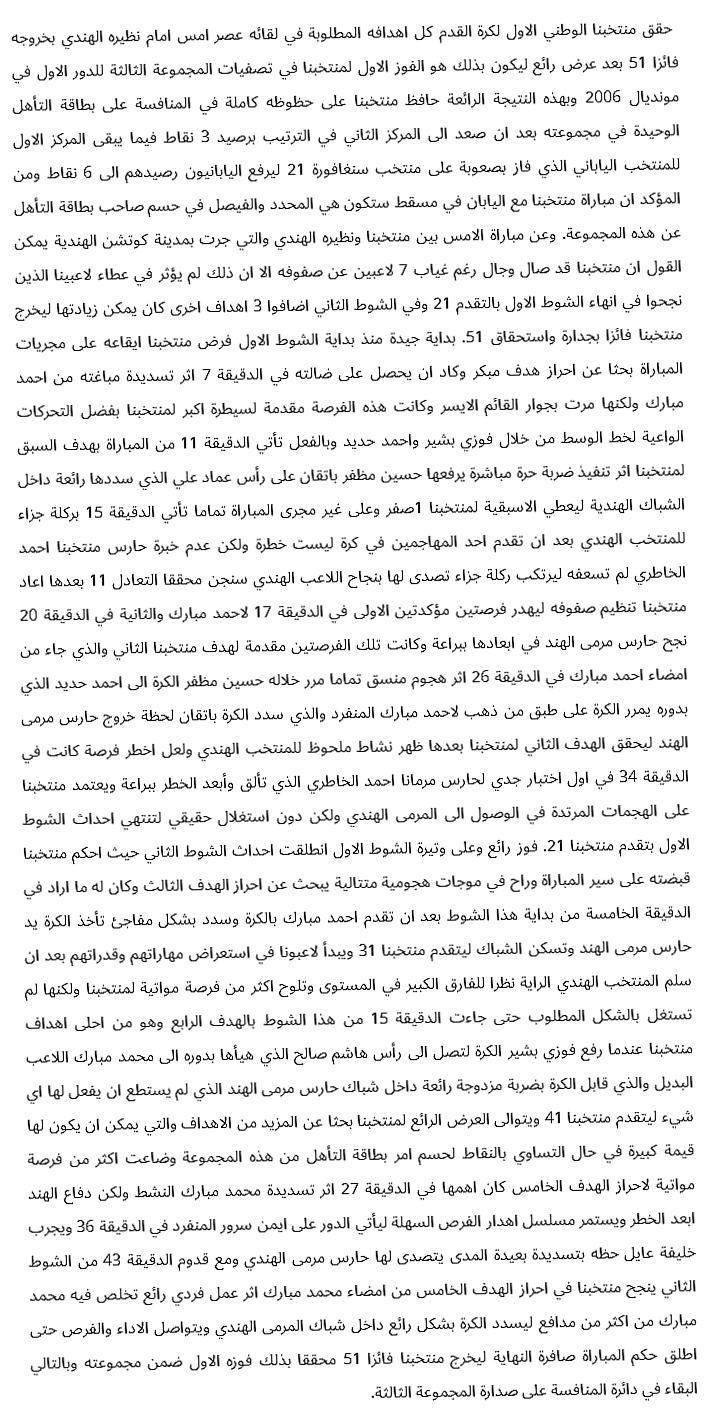 حقق منتخبنا الوطني الاول لكرة القدم كل اهدافه المطلوبة في لقائه عصر امس امام نظيره الهندي بخروجه
فائزا 51 بعد عرض رائع ليكون بذلك هو الفوز الاول لمنتخبنا في تصفيات المجموعة الثالثة للدور الاول في
مونديال 2006 وبهذه النتيجة الرائعة حافظ منتخبنا على حظوظه كاملة في المنافسة على بطاقة التأهل
الوحيدة في مجموعته بعد ان صعد الى المركز الثاني في الترتيب برصيد 3 نقاط فيما يبقى المركز الاول
للمنتخب الياباني الذي فاز بصعوبة على منتخب سنغافورة 21 ليرفع اليابانيون رصيدهم الى 6 نقاط ومن
المؤكد ان مباراة منتخبنا مع اليابان في مسقط ستكون هي المحدد والفيصل في حسم صاحب بطاقة التأهل
عن هذه المجموعة. وعن مباراة الامس بين منتخبنا ونظيره الهندي والتي جرت بمدينة كوتشن الهندية يمكن
القول ان منتخبنا قد صال وجال رغم غياب 7 لاعبين عن صفوفه الا ان ذلك لم يؤثر في عطاء لاعبينا الذين
نجحوا في انهاء الشوط الاول بالتقدم 21 وفي الشوط الثاني اضافوا 3 اهداف اخرى كان يمكن زيادتها ليخرج
منتخبنا فائزا بجدارة واستحقاق 51. بداية جيدة منذ بداية الشوط الاول فرض منتخبنا ايقاعه على مجريات
المباراة بحثا عن احراز هدف مبكر وكاد ان يحصل على ضالته في الدقيقة 7 اثر تسديدة مباغته من احمد
مبارك ولكنها مرت بجوار القائم الايسر وكانت هذه الفرصة مقدمة لسيطرة اكبر لمنتخبنا بفضل التحركات
الواعية لخط الوسط من خلال فوزي بشير واحمد حديد وبالفعل تأتي الدقيقة 11 من المباراة بهدف السبق
لمنتخبنا اثر تنفيذ ضربة حرة مباشرة يرفعها حسين مظفر باتقان على رأس عماد علي الذي سددها رائعة داخل
الشباك الهندية ليعطي الاسبقية لمنتخبنا 1صفر وعلى غير مجرى المباراة تماما تأتي الدقيقة 15 بركلة جزاء
للمنتخب الهندي بعد ان تقدم احد المهاجمين في كرة ليست خطرة ولكن عدم خبرة حارس منتخبنا احمد
الخاطري لم تسعفه ليرتكب ركلة جزاء تصدى لها بنجاح اللاعب الهندي سنجن محققا التعادل 11 بعدها اعاد
منتخبنا تنظيم صفوفه ليهدر فرصتين مؤكدتين الاولى في الدقيقة 17 لاحمد مبارك والثانية في الدقيقة 20
نجح حارس مرمى الهند في ابعادها ببراعة وكانت تلك الفرصتين مقدمة لهدف منتخبنا الثاني والذي جاء من
امضاء احمد مبارك في الدقيقة 26 اثر هجوم منسق تماما مرر خلاله حسين مظفر الكرة الى احمد حديد الذي
بدوره يمرر الكرة على طبق من ذهب لاحمد مبارك المنفرد والذي سدد الكرة باتقان لحظة خروج حارس مرمى
الهند ليحقق الهدف الثاني لمنتخبنا بعدها ظهر نشاط ملحوظ للمنتخب الهندي ولعل اخطر فرصة كانت في
الدقيقة 34 في اول اختبار جدي لحارس مرمانا احمد الخاطري الذي تألق وأبعد الخطر ببراعة ويعتمد منتخبنا
على الهجمات المرتدة في الوصول الى المرمى الهندي ولكن دون استغلال حقيقي لتنتهي احداث الشوط
الاول بتقدم منتخبنا 21. فوز رائع وعلى وتيرة الشوط الاول انطلقت احداث الشوط الثاني حيث احكم منتخبنا
قبضته على سير المباراة وراح في موجات هجومية متتالية يبحث عن احراز الهدف الثالث وكان له ما اراد في
الدقيقة الخامسة من بداية هذا الشوط بعد ان تقدم احمد مبارك بالكرة وسدد بشكل مفاجئ تأخذ الكرة يد
حارس مرمى الهند وتسكن الشباك ليتقدم منتخبنا 31 ويبدأ لاعبونا في استعراض مهاراتهم وقدراتهم بعد ان
سلم المنتخب الهندي الراية نظرا للفارق الكبير في المستوى وتلوح اكثر من فرصة مواتية لمنتخبنا ولكنها لم
تستغل بالشكل المطلوب حتى جاءت الدقيقة 15 من هذا الشوط بالهدف الرابع وهو من احلى اهداف
منتخبنا عندما رفع فوزي بشير الكرة لتصل الى رأس هاشم صالح الذي هيأها بدوره الى محمد مبارك اللاعب
البديل والذي قابل الكرة بضربة مزدوجة رائعة داخل شباك حارس مرمى الهند الذي لم يستطع ان يفعل لها اي
شيء ليتقدم منتخبنا 41 ويتوالى العرض الرائع لمنتخبنا بحثا عن المزيد من الاهداف والتي يمكن ان يكون لها
قيمة كبيرة في حال التساوي بالنقاط لحسم امر بطاقة التأهل من هذه المجموعة وضاعت اكثر من فرصة
مواتية لاحراز الهدف الخامس كان اهمها في الدقيقة 27 اثر تسديدة محمد مبارك النشط ولكن دفاع الهند
ابعد الخطر ويستمر مسلسل اهدار الفرص السهلة ليأتي الدور على ايمن سرور المنفرد في الدقيقة 36 ويجرب
خليفة عايل حظه بتسديدة بعيدة المدى يتصدى لها حارس مرمى الهندي ومع قدوم الدقيقة 43 من الشوط
الثاني ينجح منتخبنا في احراز الهدف الخامس من امضاء محمد مبارك اثر عمل فردي رائع تخلص فيه محمد
مبارك من اكثر من مدافع ليسدد الكرة بشكل رائع داخل شباك المرمى الهندي ويتواصل الاداء والفرص حتى
اطلق حكم المباراة صافرة النهاية ليخرج منتخبنا فائزا 51 محققا بذلك فوزه الاول ضمن مجموعته وبالتالي
البقاء في دائرة المنافسة على صدارة المجموعة الثالثة.